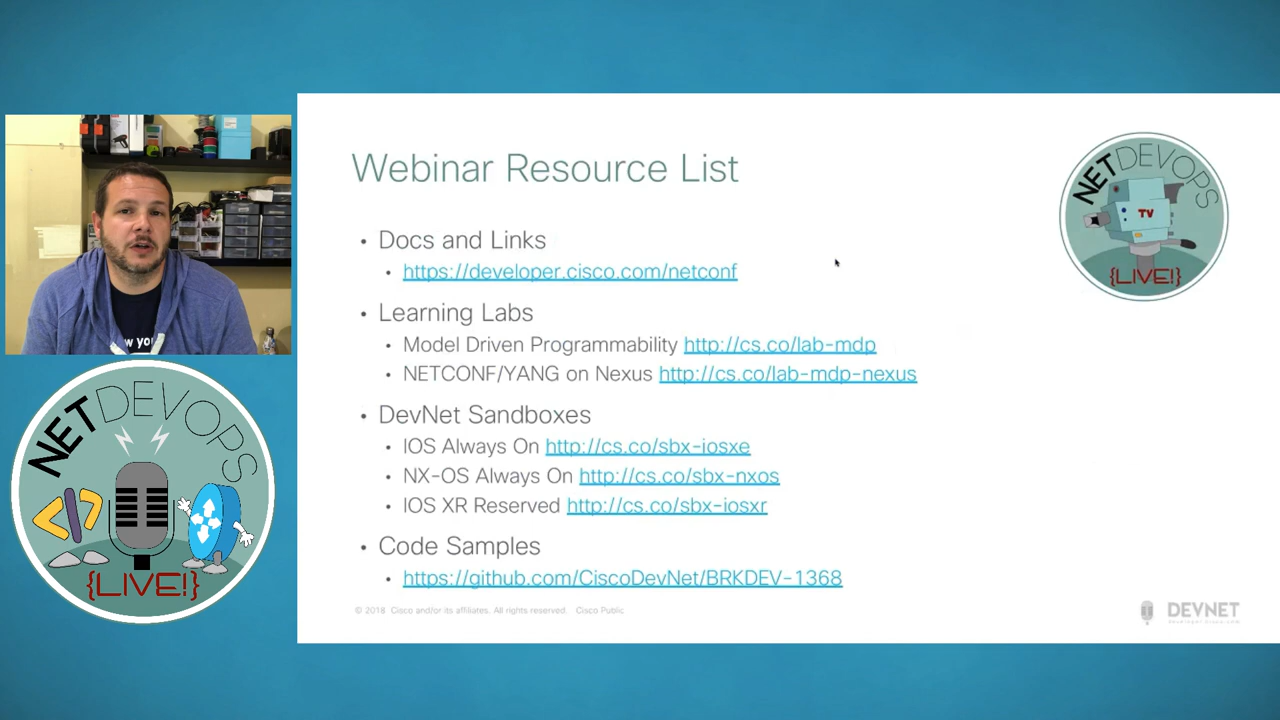 Webinar Resource List
NETDEVOPS
TV
{LIVE!}
• Docs and Links
• https://developer.cisco.com/netconf
• Learning Labs
• Model Driven Programmability http://cs.co/lab-mdp
• NETCONF/YANG on Nexus http://cs.co/lab-mdp-nexus
• DevNet Sandboxes
• IOS Always On http://cs.co/sbx-iosxe
• NX-OS Always On http://cs.co/sbx-nxos
• IOS XR Reserved http://cs.co/sbx-iosxr
• Code Samples
• https://github.com/CiscoDevNet/BRKDEV-1368
© 2018 Cisco and/or its affiliates. All rights reserved. Cisco Public
DEVNET
developer.cisco.com
w you
NETDEVOPS
</>
{LIVE!}